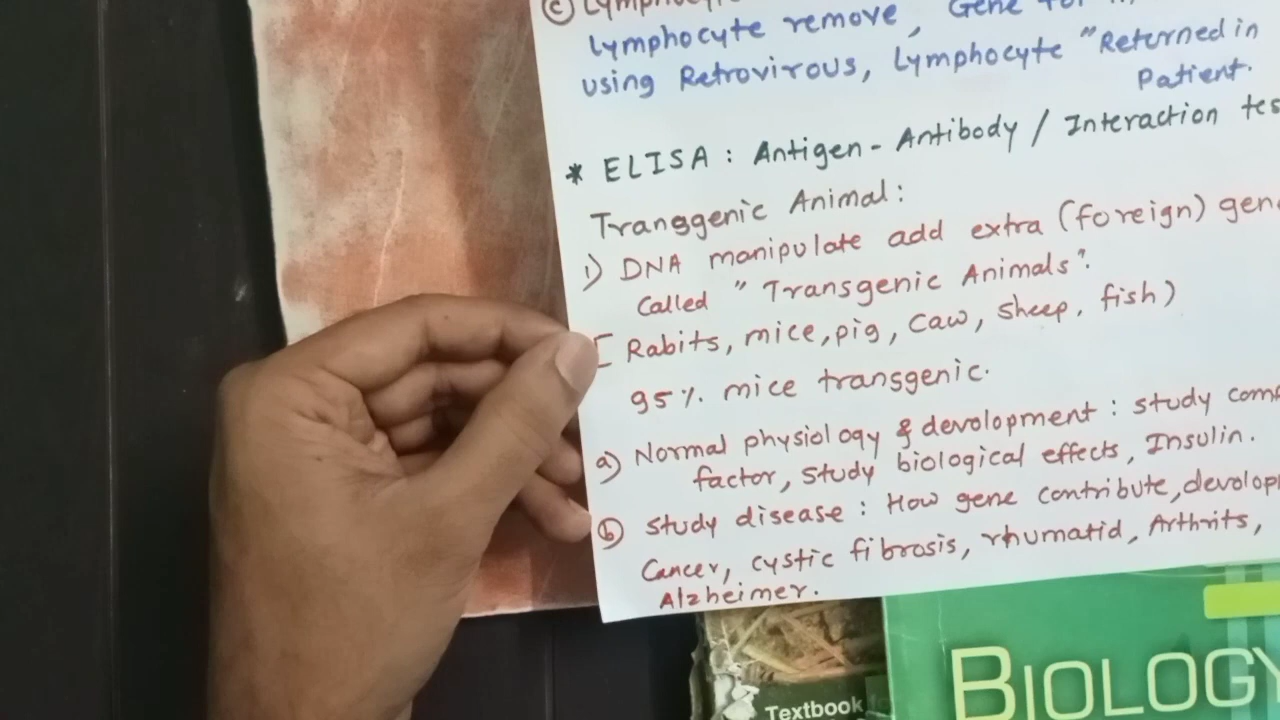 ©
lymphocyte remove, Gene
using Retrovirous, Lymphocyte "Returned in
Patient.
* ELISA : Antigen - Antibody / Interaction
Transgenic Animal:
i) DNA manipulate add extra (foreign)
Called "Transgenic Animals".
[ Rabits, mice, pig, Caw, Sheep, fish)
95 % mice transgenic.
a) Normal physiology & devolopment : study
factor, study biological effects, Insulin.
ⓑ Study disease : How gene contribute,
Cancer, cystic fibrosis, rhumatid, Arthrits,
Alzheimer.
BIOLOGY
Textbook